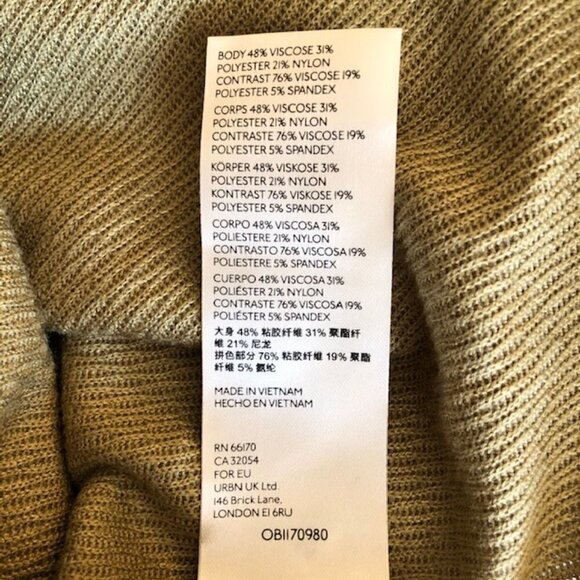 BODY 48% VISCOSE 31%
POLYESTER 21% NYLON
CONTRAST 76% VISCOSE 19%
POLYESTER 5% SPANDEX
CORPS 48% VISCOSE 31%
POLYESTER 21% NYLON
CONTRASTE 76% VISCOSE 19%
POLYESTER 5% SPANDEX
KÖRPER 48% VISKOSE 31%
POLYESTER 21% NYLON
KONTRAST 76% VISKOSE 19%
POLYESTER 5% SPANDEX
CORPO 48% VISCOSA 31%
POLIESTERE 21% NYLON
CONTRASTO 76% VISCOSA 19%
POLIESTERE 5% SPANDEX
CUERPO 48% VISCOSA 31%
POLIÉSTER 21% NYLON
CONTRASTE 76% VISCOSA 19%
POLIÉSTER 5% SPANDEX
大身 48% 粘胶纤维 31% 聚酯纤
维 21% 尼龙
拼色部分 76% 粘胶纤维 19% 聚酯
纤维 5% 氨纶
MADE IN VIETNAM
HECHO EN VIETNAM
RN 66170
CA 32054
FOR EU
URBN UK Ltd.
146 Brick Lane,
LONDON E1 6RU
OB1170980